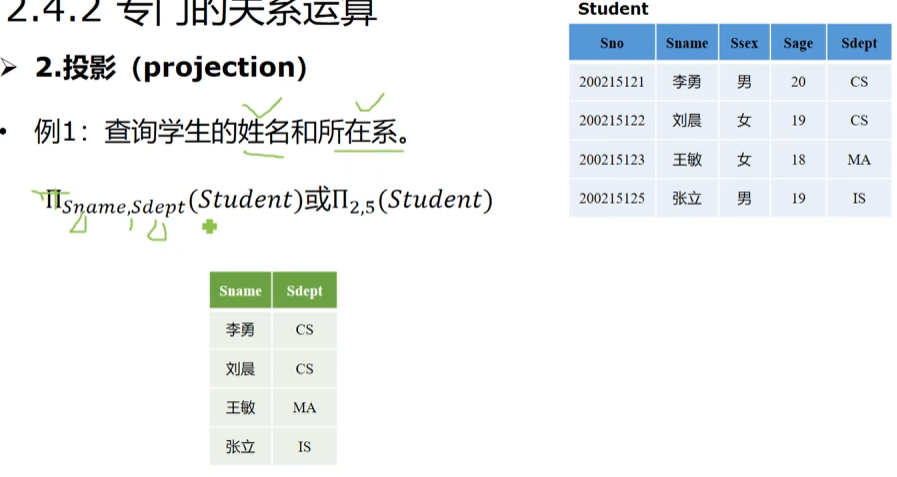 2.4.2 专门的关系运算
➢ 2.投影（projection）
• 例1：查询学生的姓名和所在系。
Π_{Sname,Sdept}(Student)或Π_{2,5}(Student)
Sname Sdept
李勇 CS
刘晨 CS
王敏 MA
张立 IS
Student
Sno Sname Ssex Sage Sdept
200215121 李勇 男 20 CS
200215122 刘晨 女 19 CS
200215123 王敏 女 18 MA
200215125 张立 男 19 IS